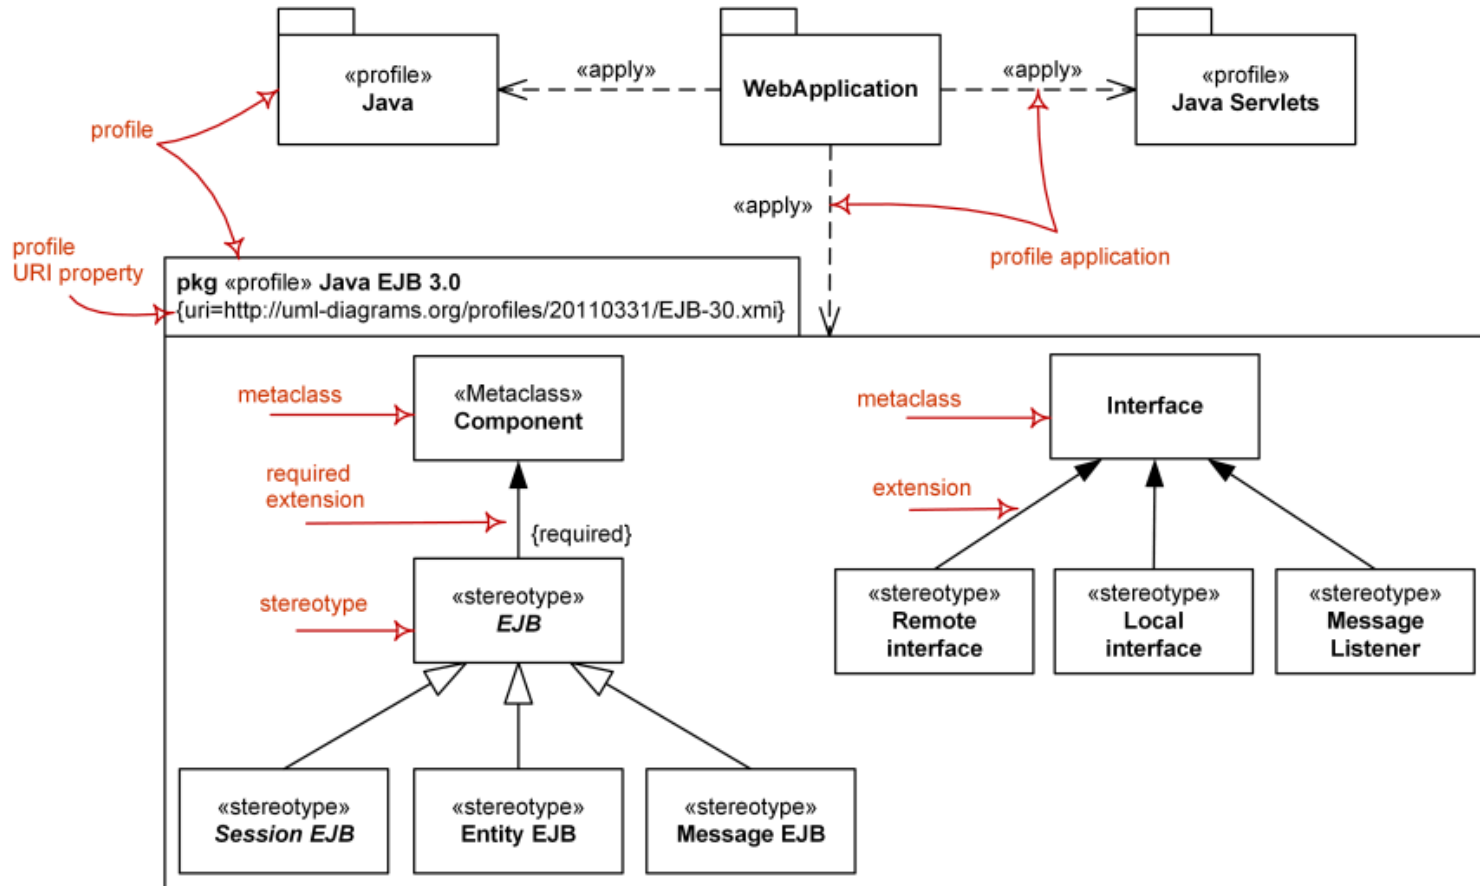 «profile»
Java
«apply»
WebApplication
«apply»
«profile»
Java Servlets
profile
«apply»
profile
URI property
profile application
pkg «profile» Java EJB 3.0
{uri=http://uml-diagrams.org/profiles/20110331/EJB-30.xmi}
metaclass
«Metaclass»
Component
metaclass
Interface
required
extension
{required}
extension
stereotype
«stereotype»
EJB
«stereotype»
Remote
interface
«stereotype»
Local
interface
«stereotype»
Message
Listener
«stereotype»
Session EJB
«stereotype»
Entity EJB
«stereotype»
Message EJB